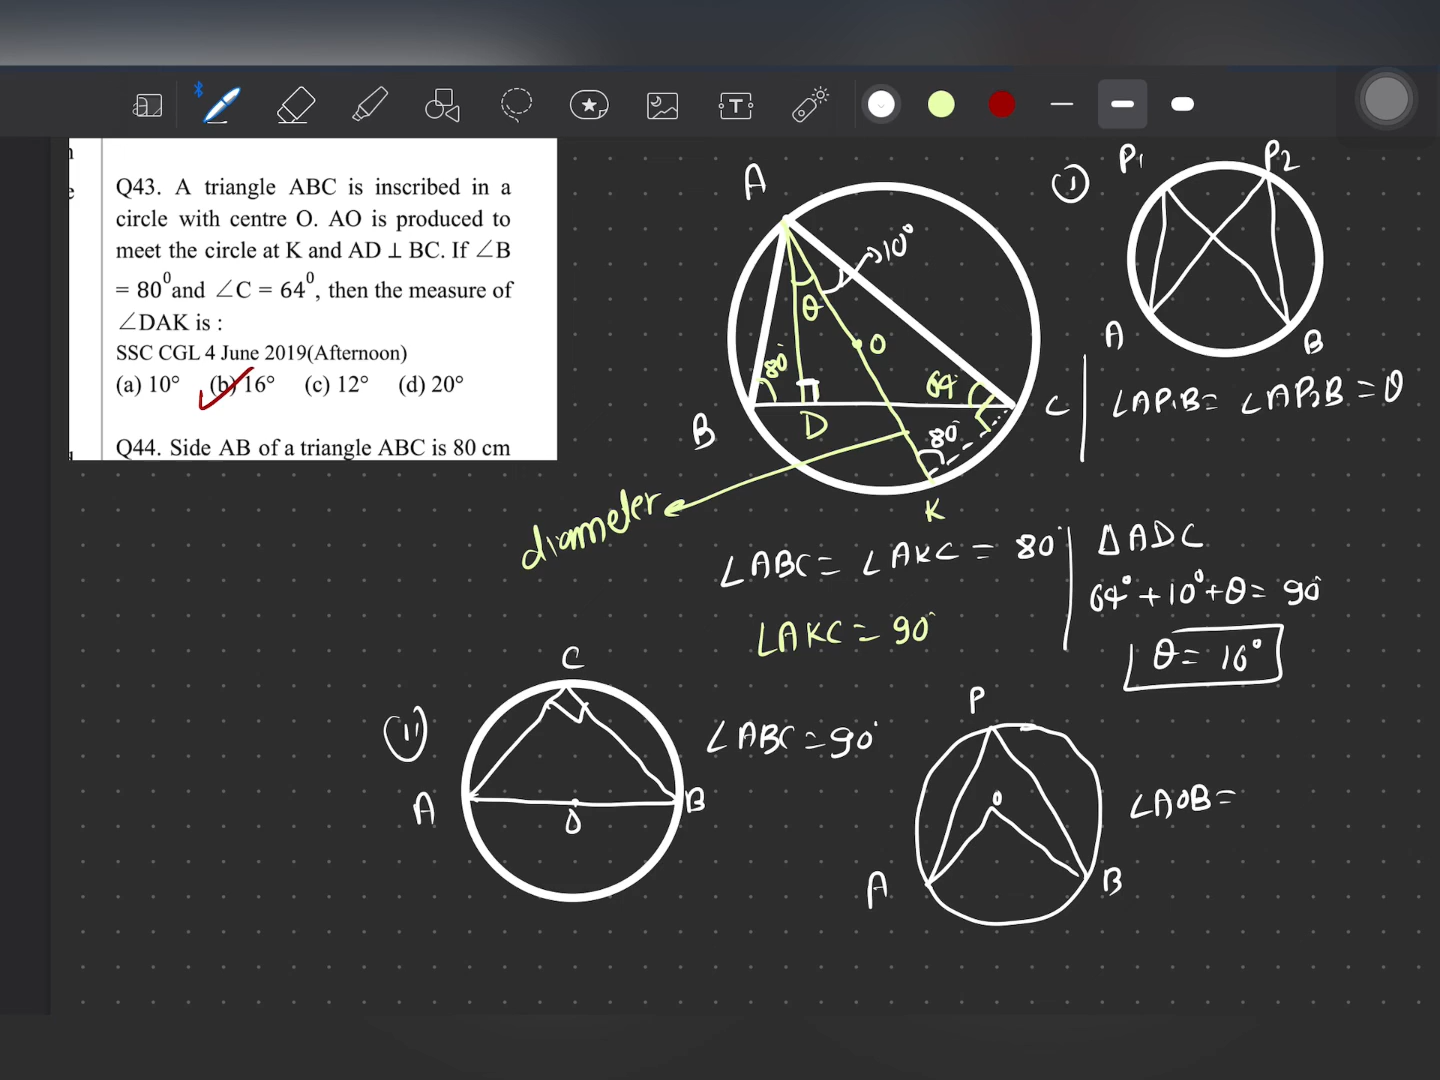 Q43. A triangle ABC is inscribed in a
circle with centre O. AO is produced to
meet the circle at K and AD ⊥ BC. If ∠B
= 80⁰ and ∠C = 64⁰, then the measure of
∠DAK is :
SSC CGL 4 June 2019(Afternoon)
(a) 10° (b) 16° (c) 12° (d) 20°
Q44. Side AB of a triangle ABC is 80 cm
A
10°
θ
O
80°
64°
B
D
C
80°
K
diameter
(1)
P1
P2
A
B
∠AP1B = ∠AP2B = θ
∠ABC = ∠AKC = 80°
∠AKC = 90°
ΔADC
64° + 10° + θ = 90°
θ = 16°
(11)
C
A
O
B
∠ABC = 90°
P
O
A
B
∠AOB =
T